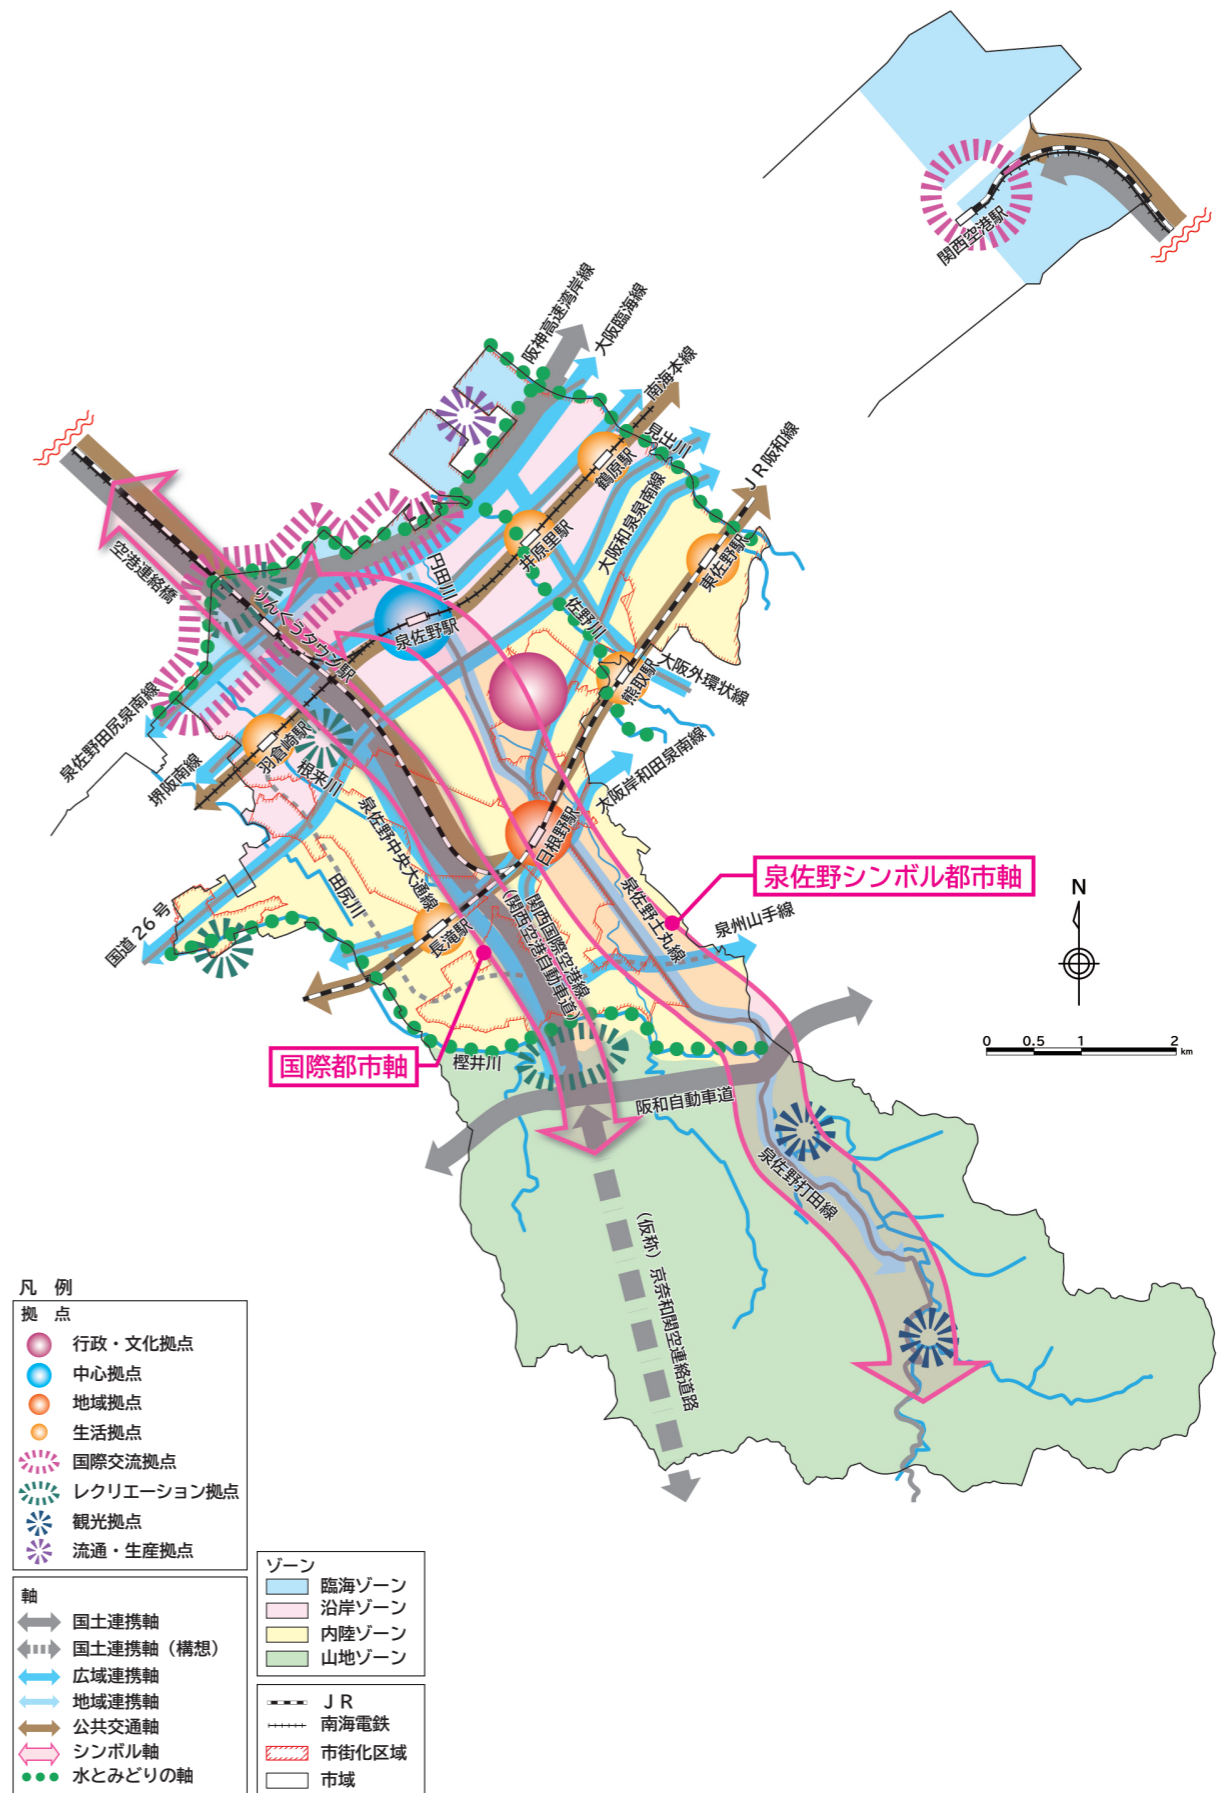 関西空港駅
阪神高速湾岸線
大阪臨海線
南海本線
見出川
JR阪和線
鶴原駅
井原里駅
大阪和泉泉南線
東佐野駅
空港連絡橋
りんくうタウン駅
円田川
泉佐野駅
佐野川
熊取駅
大阪外環状線
泉佐野田尻泉南線
堺阪南線
羽倉崎駅
根来川
大阪岸和田泉南線
日根野駅
泉佐野中央大通線
田尻川
国道26号
長滝駅
関西国際空港線
(関西空港自動車道)
泉佐野土丸線
泉佐野シンボル都市軸
泉州山手線
N
0 0.5 1 2 km
国際都市軸
樫井川
阪和自動車道
泉佐野打田線
(仮称)京奈和関空連絡道路
凡 例
拠 点
行政・文化拠点
中心拠点
地域拠点
生活拠点
国際交流拠点
レクリエーション拠点
観光拠点
流通・生産拠点
軸
国土連携軸
国土連携軸(構想)
広域連携軸
地域連携軸
公共交通軸
シンボル軸
水とみどりの軸
ゾーン
臨海ゾーン
沿岸ゾーン
内陸ゾーン
山地ゾーン
JR
南海電鉄
市街化区域
市域